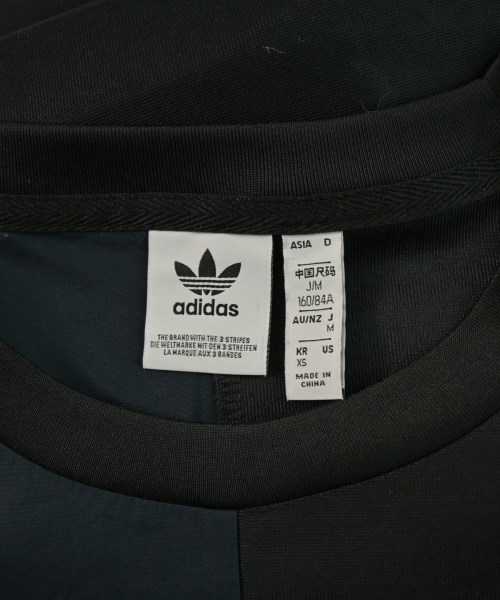 adidas
THE BRAND WITH THE 3 STRIPES
DIE WELTMARKE MIT DEN 3 STREIFEN
LA MARQUE AUX 3 BANDES
ASIA D
中国尺码
J/M
160/84A
AU/NZ J
M
KR US
XS
MADE IN
CHINA